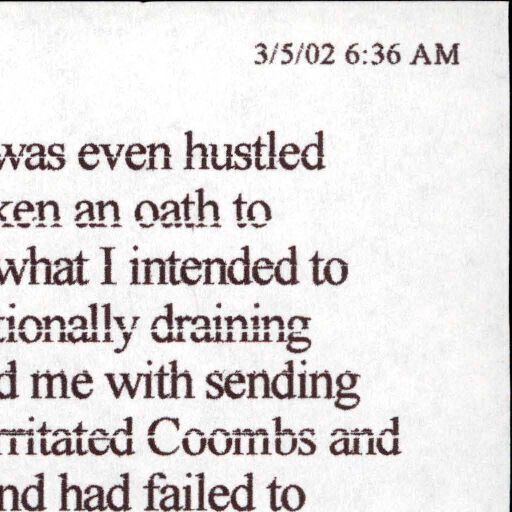 3/5/02 6:36 AM
was even hustled
ken an oath to
what I intended to
tionally draining
d me with sending
rritated Coombs and
nd had failed to